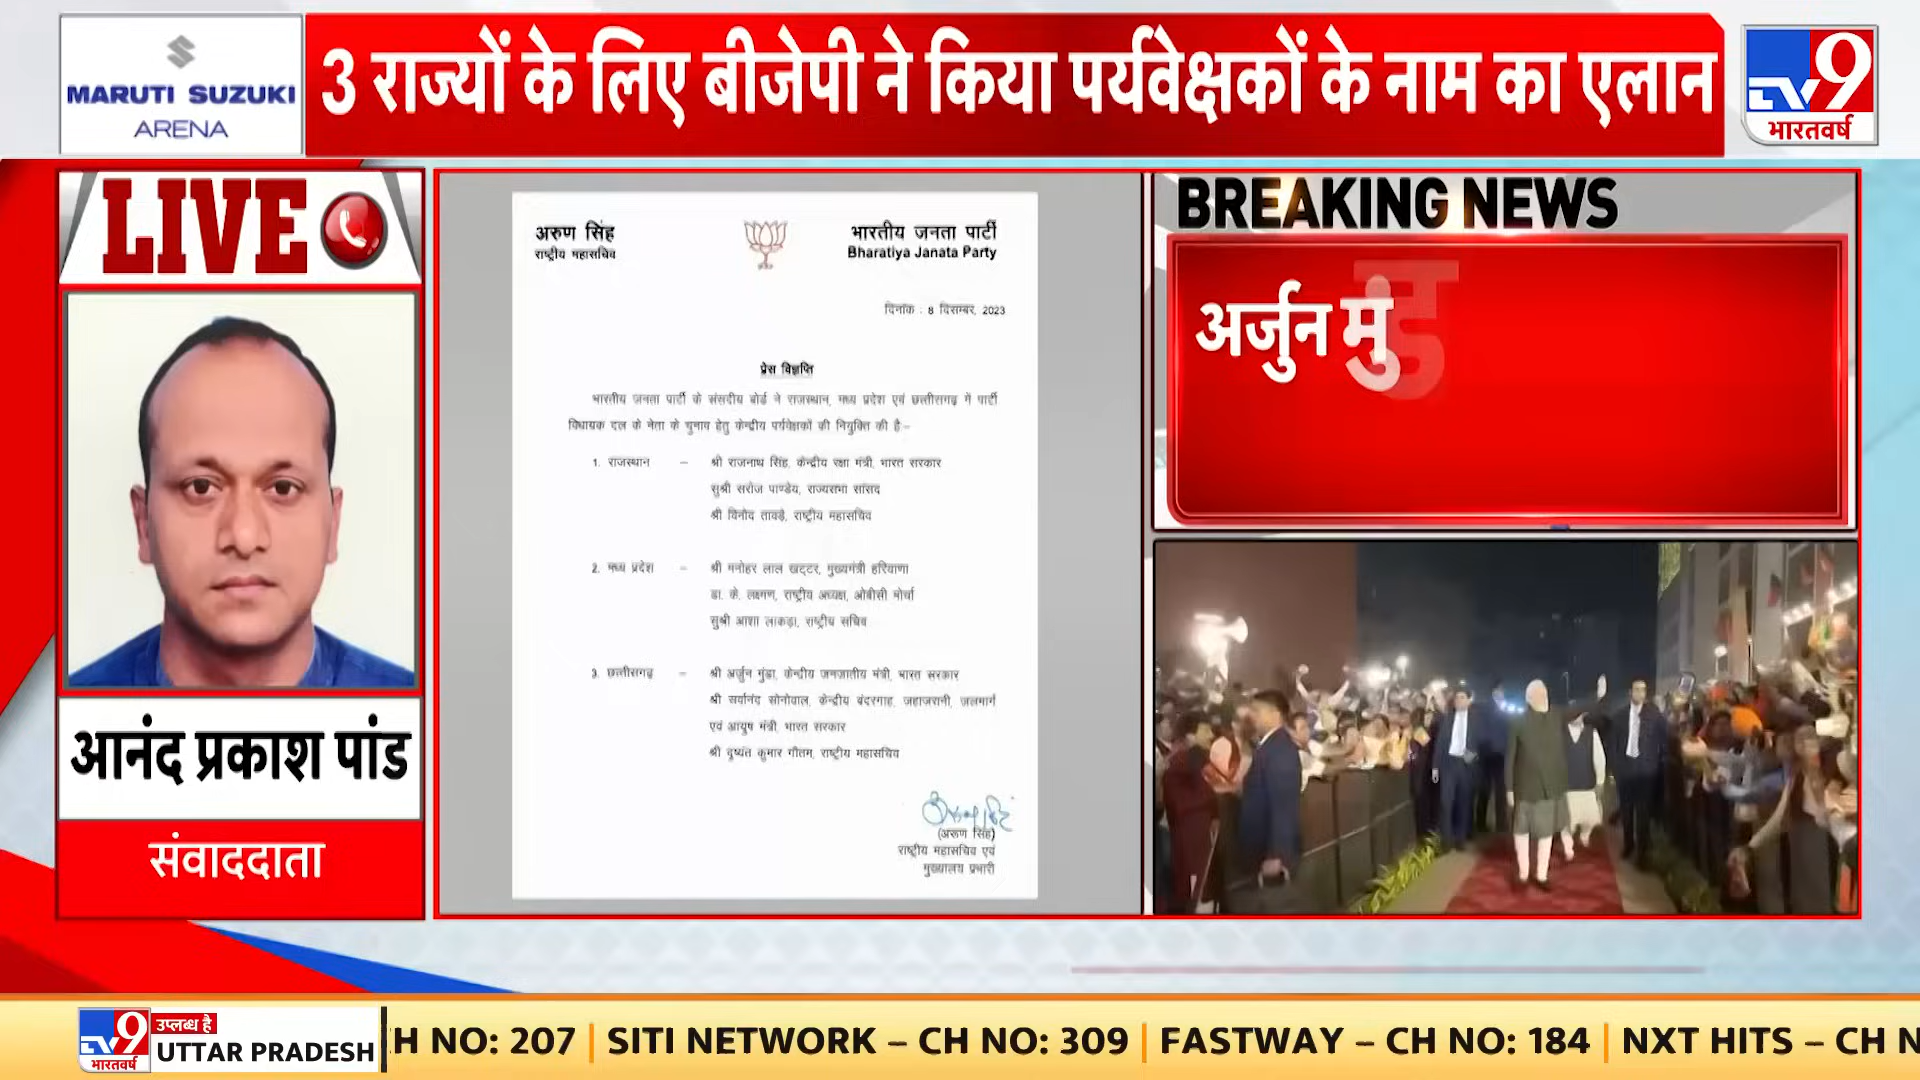 MARUTI SUZUKI
ARENA
3 राज्यों के लिए बीजेपी ने किया पर्यवेक्षकों के नाम का एलान
TV9
भारतवर्ष
LIVE
आनंद प्रकाश पांड
संवाददाता
अरुण सिंह
राष्ट्रीय महासचिव
भारतीय जनता पार्टी
Bharatiya Janata Party
दिनांक : 8 दिसम्बर, 2023
प्रेस विज्ञप्ति
भारतीय जनता पार्टी के संसदीय बोर्ड ने राजस्थान, मध्य प्रदेश एवं छत्तीसगढ़ में पार्टी
विधायक दल के नेता के चुनाव हेतु केन्द्रीय पर्यवेक्षकों की नियुक्ति की है –
1. राजस्थान – श्री राजनाथ सिंह, केन्द्रीय रक्षा मंत्री, भारत सरकार
सुश्री सरोज पाण्डेय, राज्यसभा सांसद
श्री विनोद तावड़े, राष्ट्रीय महासचिव
2. मध्य प्रदेश – श्री मनोहर लाल खट्टर, मुख्यमंत्री हरियाणा
डा. के. लक्ष्मण, राष्ट्रीय अध्यक्ष, ओबीसी मोर्चा
सुश्री आशा लाकड़ा, राष्ट्रीय सचिव
3. छत्तीसगढ़ – श्री अर्जुन मुंडा, केन्द्रीय जनजातीय मंत्री, भारत सरकार
श्री सर्वानंद सोनोवाल, केन्द्रीय बंदरगाह, जहाजरानी, जलमार्ग
एवं आयुष मंत्री, भारत सरकार
श्री दुष्यंत कुमार गौतम, राष्ट्रीय महासचिव
(अरुण सिंह)
राष्ट्रीय महासचिव एवं
मुख्यालय प्रभारी
BREAKING NEWS
अर्जुन मुंड
TV9
भारतवर्ष
उप्लब्ध है
UTTAR PRADESH
CH NO: 207 | SITI NETWORK – CH NO: 309 | FASTWAY – CH NO: 184 | NXT HITS – CH N